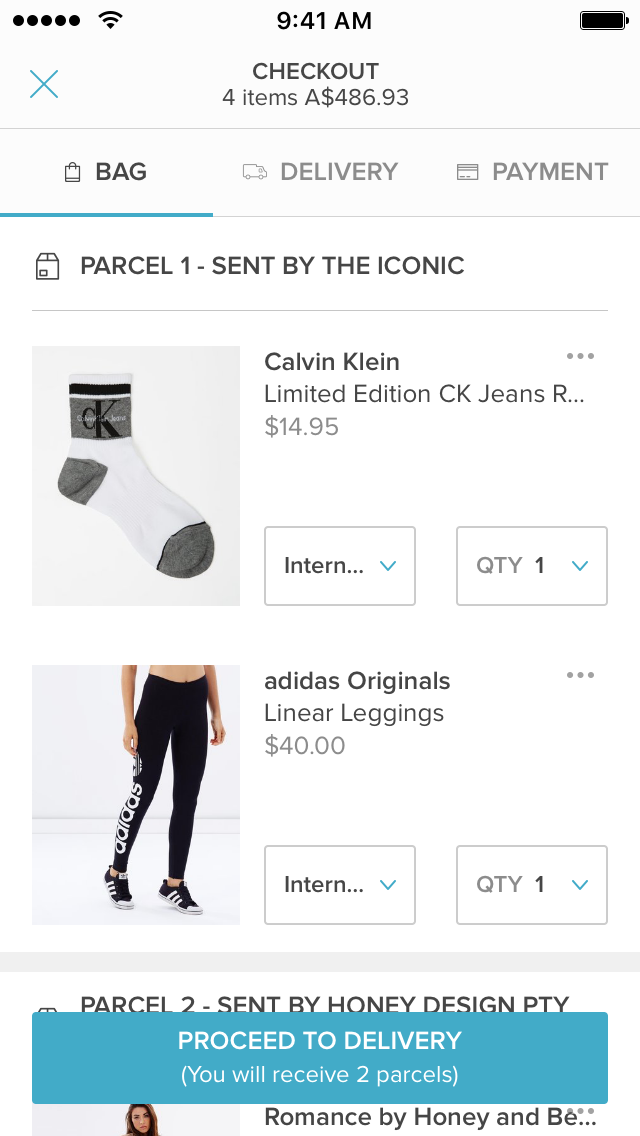 9:41 AM
CHECKOUT
4 items A$486.93
BAG
DELIVERY
PAYMENT
PARCEL 1 - SENT BY THE ICONIC
Calvin Klein
Limited Edition CK Jeans R...
$14.95
CK
Calvin Klein Jeans
Intern...
QTY 1
adidas Originals
Linear Leggings
$40.00
adidas
Intern...
QTY 1
PARCEL 2 - SENT BY HONEY DESIGN PTY
PROCEED TO DELIVERY
(You will receive 2 parcels)
Romance by Honey and Be...